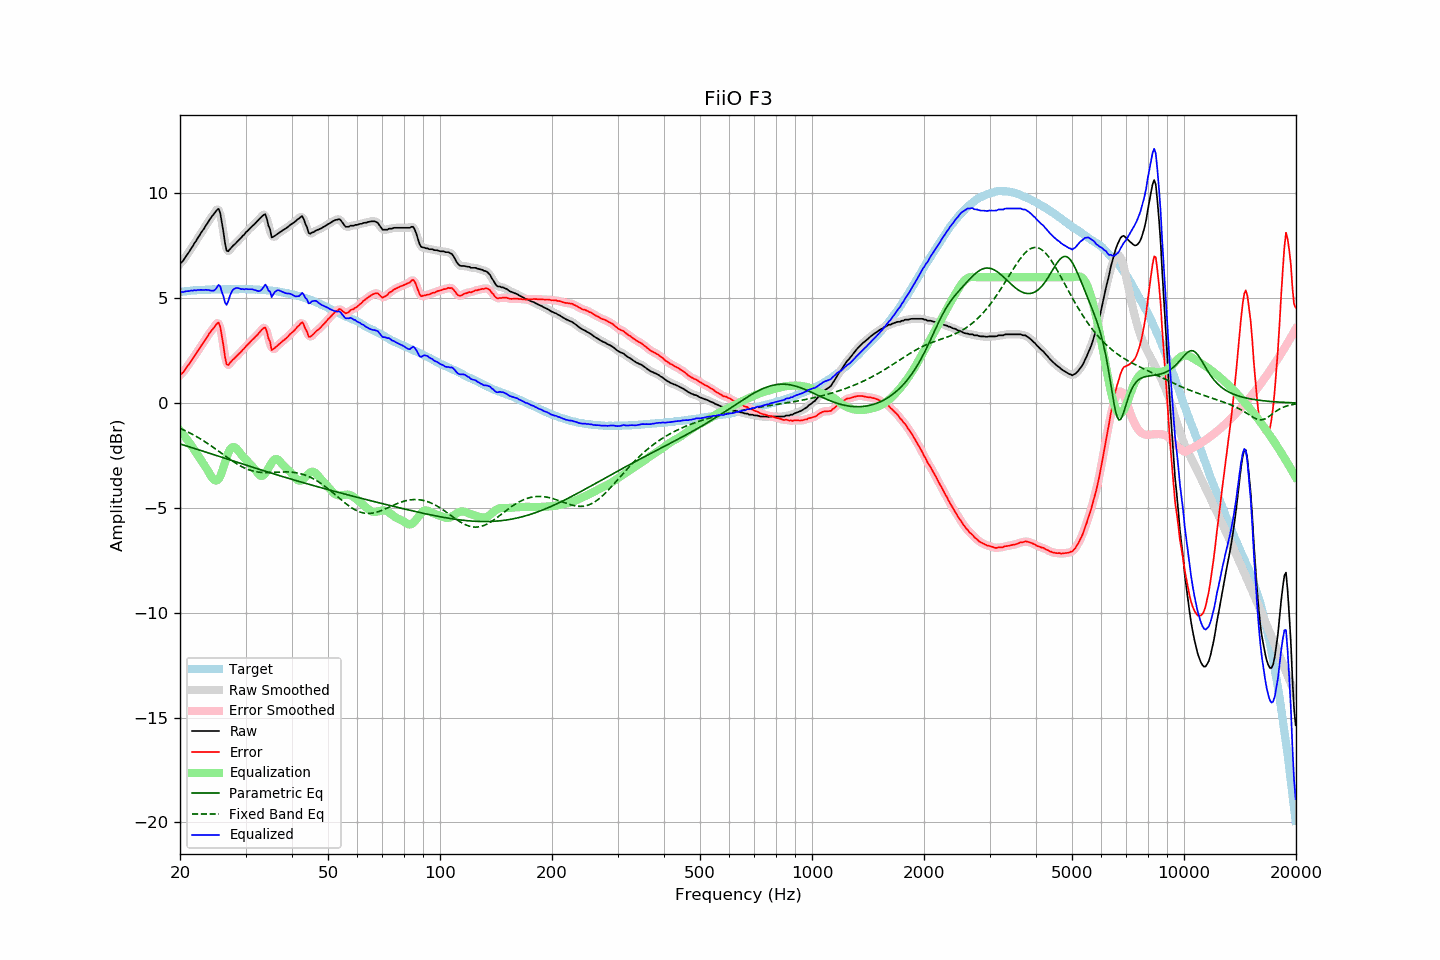 FiiO F3
Amplitude (dBr)
10
5
0
−5
−10
−15
−20
Target
Raw Smoothed
Error Smoothed
Raw
Error
Equalization
Parametric Eq
Fixed Band Eq
Equalized
20 50 100 200 500 1000 2000 5000 10000 20000
Frequency (Hz)